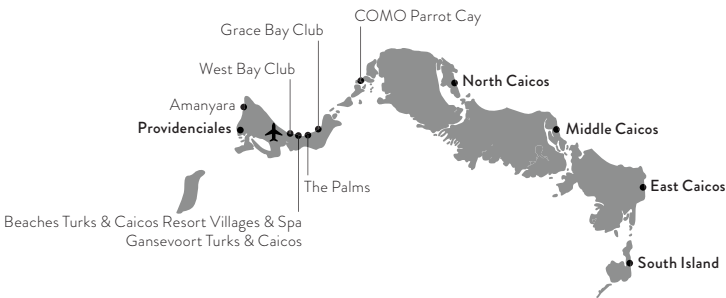 COMO Parrot Cay
Grace Bay Club
West Bay Club
North Caicos
Amanyara
Providenciales
Middle Caicos
The Palms
East Caicos
Beaches Turks & Caicos Resort Villages & Spa
Gansevoort Turks & Caicos
South Island